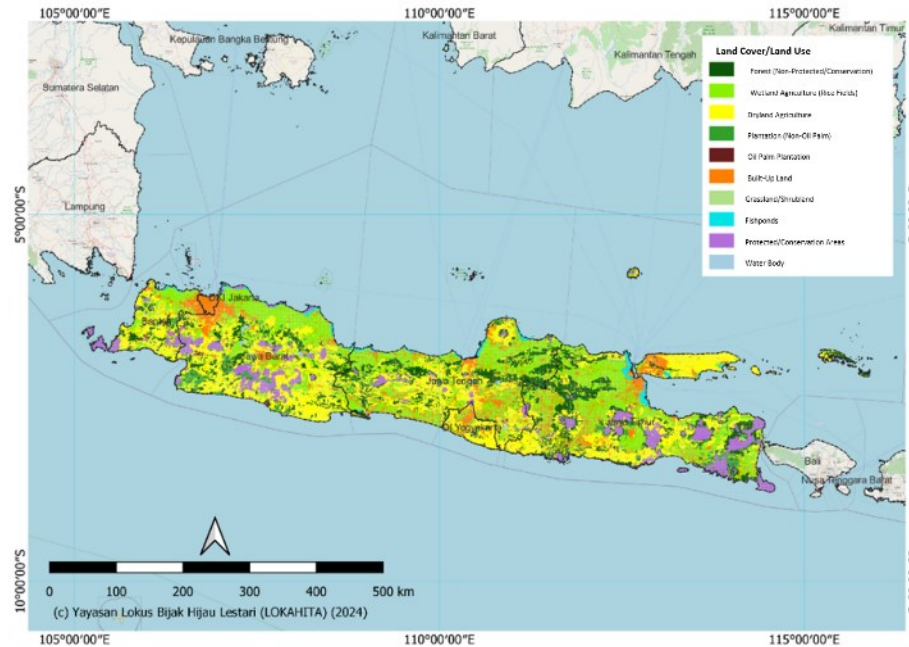 105°00'00"E
110°00'00"E
115°00'00"E
Kepulauan Bangka Belitung
Kalimantan Barat
Kalimantan Timur
Kalimantan Tengah
Sumatera Selatan
Land Cover/Land Use
Forest (Non-Protected/Conservation)
Wetland Agriculture (Rice Fields)
Dryland Agriculture
Plantation (Non-Oil Palm)
Oil Palm Plantation
Built-Up Land
Grassland/Shrubland
Fishponds
Protected/Conservation Areas
Water Body
Lampung
5°00'00"S
DKI Jakarta
Jawa Barat
Jawa Tengah
DI Yogyakarta
Bali
Nusa Tenggara Barat
0 100 200 300 400 500 km
10°00'00"S
(c) Yayasan Lokus Bijak Hijau Lestari (LOKAHITA) (2024)
105°00'00"E
110°00'00"E
115°00'00"E